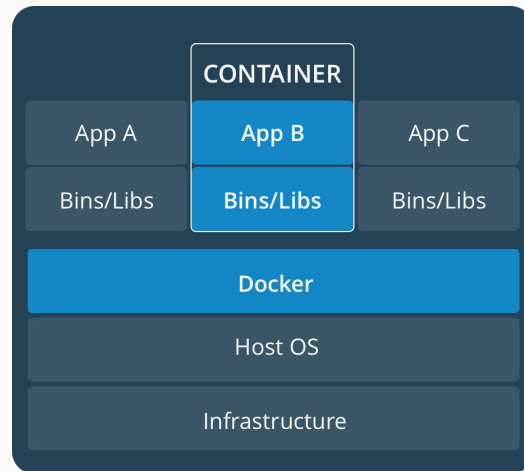 CONTAINER
App A App B App C
Bins/Libs Bins/Libs Bins/Libs
Docker
Host OS
Infrastructure